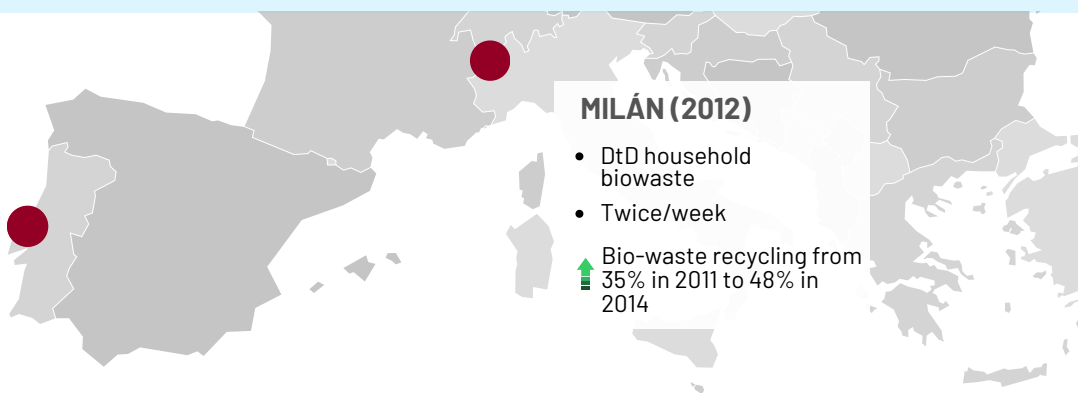 MILÁN (2012)
• DtD household
biowaste
• Twice/week
Bio-waste recycling from
35% in 2011 to 48% in
2014